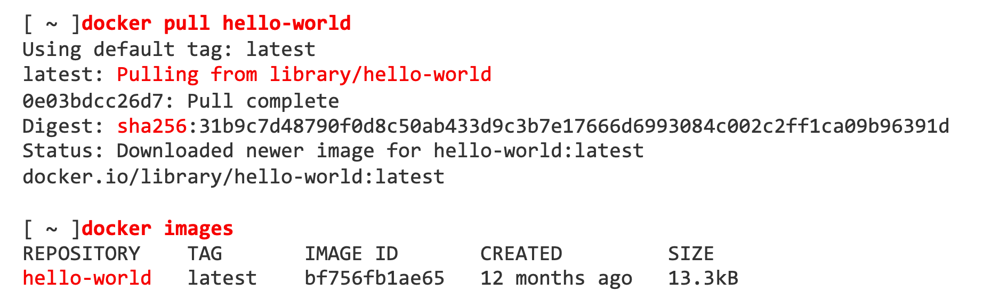 [ ~ ]docker pull hello-world
Using default tag: latest
latest: Pulling from library/hello-world
0e03bdcc26d7: Pull complete
Digest: sha256:31b9c7d48790f0d8c50ab433d9c3b7e17666d6993084c002c2ff1ca09b96391d
Status: Downloaded newer image for hello-world:latest
docker.io/library/hello-world:latest
[ ~ ]docker images
REPOSITORY TAG IMAGE ID CREATED SIZE
hello-world latest bf756fb1ae65 12 months ago 13.3kB